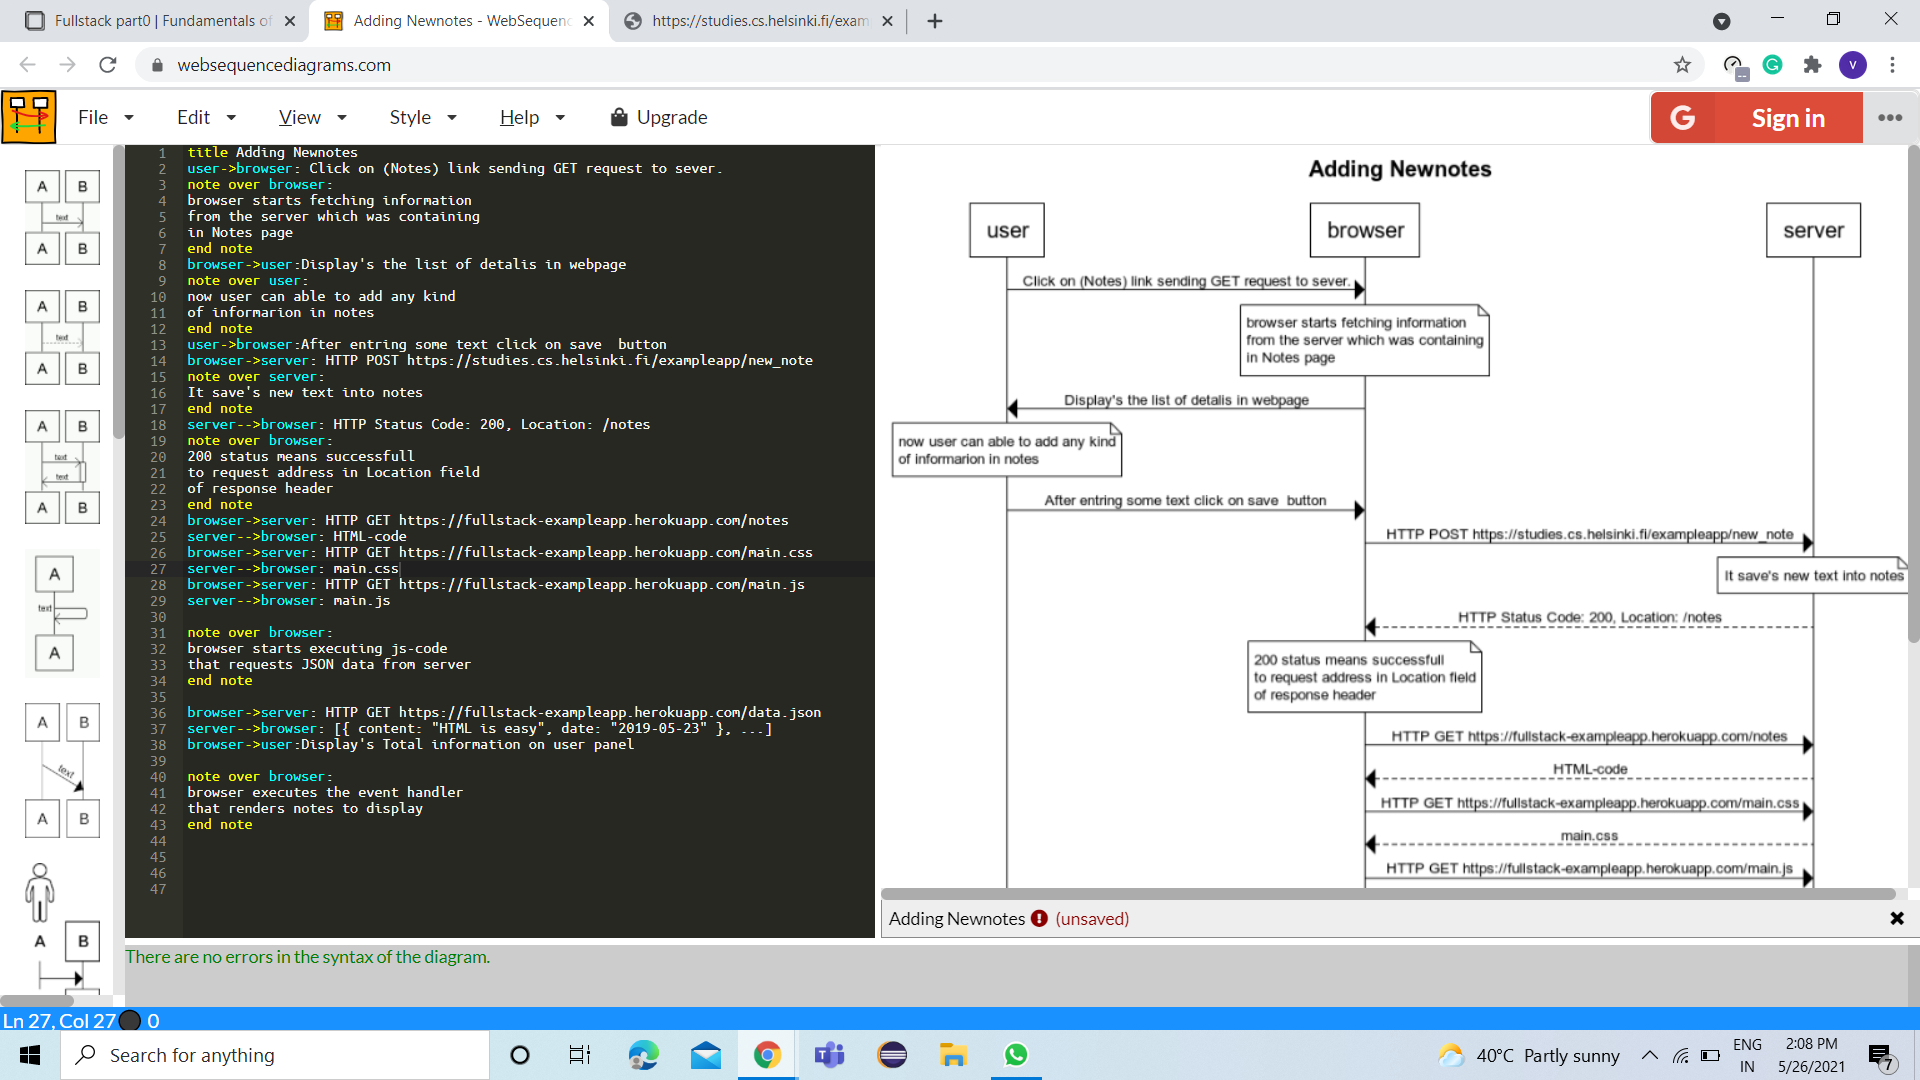 Fullstack part0 | Fundamentals of
Adding Newnotes - WebSequenc
https://studies.cs.helsinki.fi/exam
websequencediagrams.com
V
File
Edit
View
Style
Help
Upgrade
G Sign in
A B
text
A B
A B
text
A B
A B
text
text
A B
A
text
A
A B
text
A B
A B
1 title Adding Newnotes
2 user->browser: Click on (Notes) link sending GET request to sever.
3 note over browser:
4 browser starts fetching information
5 from the server which was containing
6 in Notes page
7 end note
8 browser->user:Display's the list of detalis in webpage
9 note over user:
10 now user can able to add any kind
11 of informarion in notes
12 end note
13 user->browser:After entring some text click on save  button
14 browser->server: HTTP POST https://studies.cs.helsinki.fi/exampleapp/new_note
15 note over server:
16 It save's new text into notes
17 end note
18 server-->browser: HTTP Status Code: 200, Location: /notes
19 note over browser:
20 200 status means successfull
21 to request address in Location field
22 of response header
23 end note
24 browser->server: HTTP GET https://fullstack-exampleapp.herokuapp.com/notes
25 server-->browser: HTML-code
26 browser->server: HTTP GET https://fullstack-exampleapp.herokuapp.com/main.css
27 server-->browser: main.css
28 browser->server: HTTP GET https://fullstack-exampleapp.herokuapp.com/main.js
29 server-->browser: main.js
30
31 note over browser:
32 browser starts executing js-code
33 that requests JSON data from server
34 end note
35
36 browser->server: HTTP GET https://fullstack-exampleapp.herokuapp.com/data.json
37 server-->browser: [{ content: "HTML is easy", date: "2019-05-23" }, ...]
38 browser->user:Display's Total information on user panel
39
40 note over browser:
41 browser executes the event handler
42 that renders notes to display
43 end note
44
45
46
47
Adding Newnotes
user
browser
server
Click on (Notes) link sending GET request to sever.
browser starts fetching information
from the server which was containing
in Notes page
Display's the list of detalis in webpage
now user can able to add any kind
of informarion in notes
After entring some text click on save  button
HTTP POST https://studies.cs.helsinki.fi/exampleapp/new_note
It save's new text into notes
HTTP Status Code: 200, Location: /notes
200 status means successfull
to request address in Location field
of response header
HTTP GET https://fullstack-exampleapp.herokuapp.com/notes
HTML-code
HTTP GET https://fullstack-exampleapp.herokuapp.com/main.css
main.css
HTTP GET https://fullstack-exampleapp.herokuapp.com/main.js
Adding Newnotes (unsaved)
There are no errors in the syntax of the diagram.
Ln 27, Col 27 0
Search for anything
40°C Partly sunny
ENG
IN
2:08 PM
5/26/2021
7